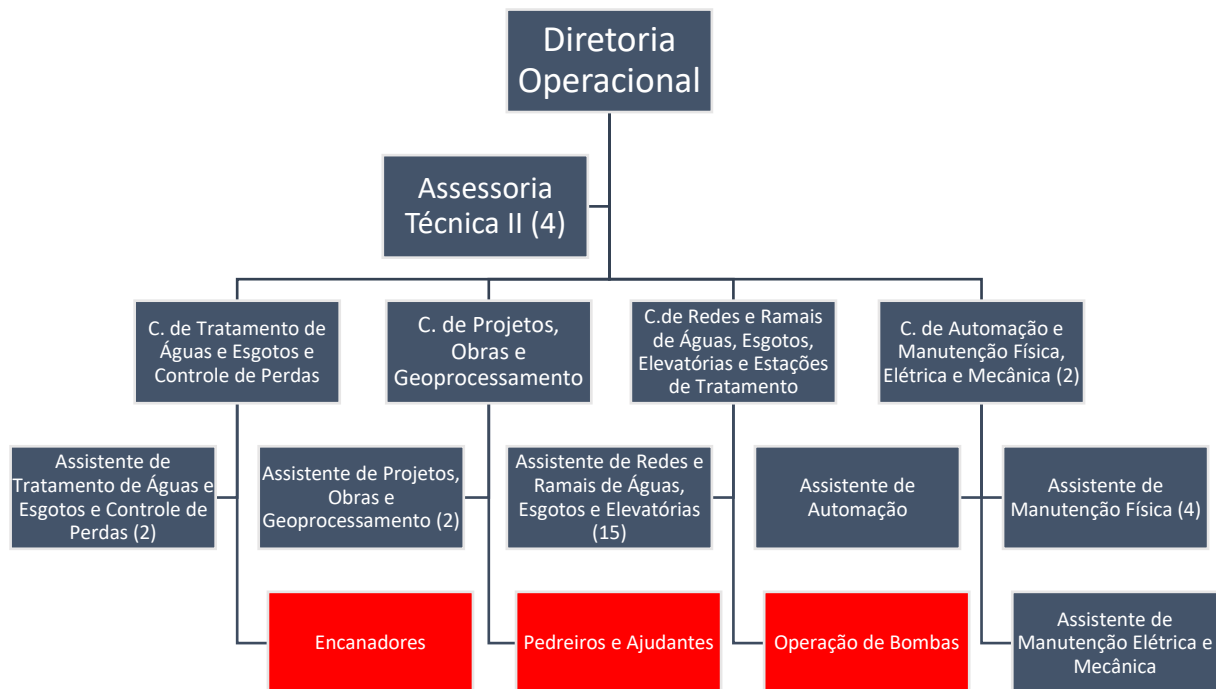 Diretoria
Operacional
Assessoria
Técnica II (4)
C. de Tratamento de
Águas e Esgotos e
Controle de Perdas
C. de Projetos,
Obras e
Geoprocessamento
C.de Redes e Ramais
de Águas, Esgotos,
Elevatórias e Estações
de Tratamento
C. de Automação e
Manutenção Física,
Elétrica e Mecânica (2)
Assistente de
Tratamento de Águas e
Esgotos e Controle de
Perdas (2)
Assistente de Projetos,
Obras e
Geoprocessamento (2)
Assistente de Redes e
Ramais de Águas,
Esgotos e Elevatórias
(15)
Assistente de
Automação
Assistente de
Manutenção Física (4)
Encanadores
Pedreiros e Ajudantes
Operação de Bombas
Assistente de
Manutenção Elétrica e
Mecânica